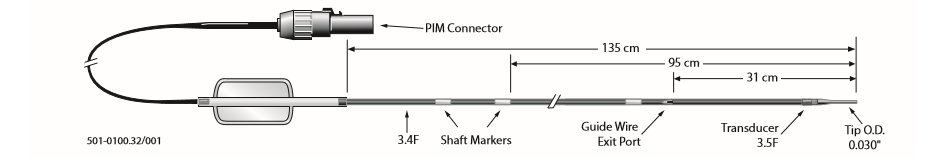 PIM Connector
135 cm
95 cm
31 cm
501-0100.32/001
3.4F
Shaft Markers
Guide Wire
Exit Port
Transducer
3.5F
Tip O.D.
0.030"